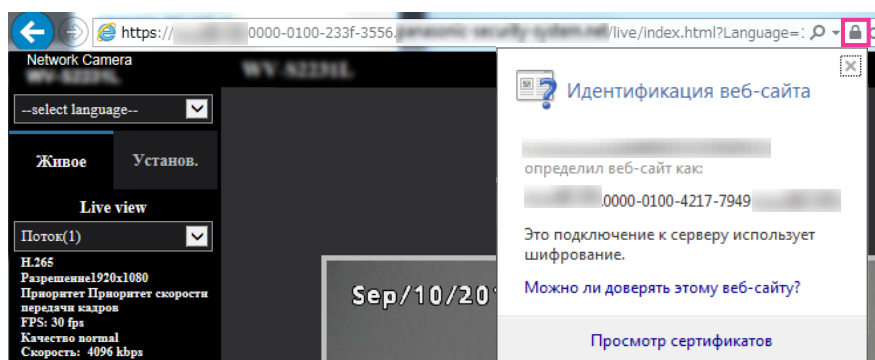 https://
0000-0100-233f-3556.
/live/index.html?Language=:
Network Camera
--select language--
Живое
Установ.
Live view
Поток(1)
H.265
Разрешение1920x1080
Приоритет Приоритет скорости
передачи кадров
FPS: 30 fps
Качество normal
Скорость: 4096 kbps
Sep/10/20
Идентификация веб-сайта
определил веб-сайт как:
.0000-0100-4217-7949
Это подключение к серверу использует
шифрование.
Можно ли доверять этому веб-сайту?
Просмотр сертификатов